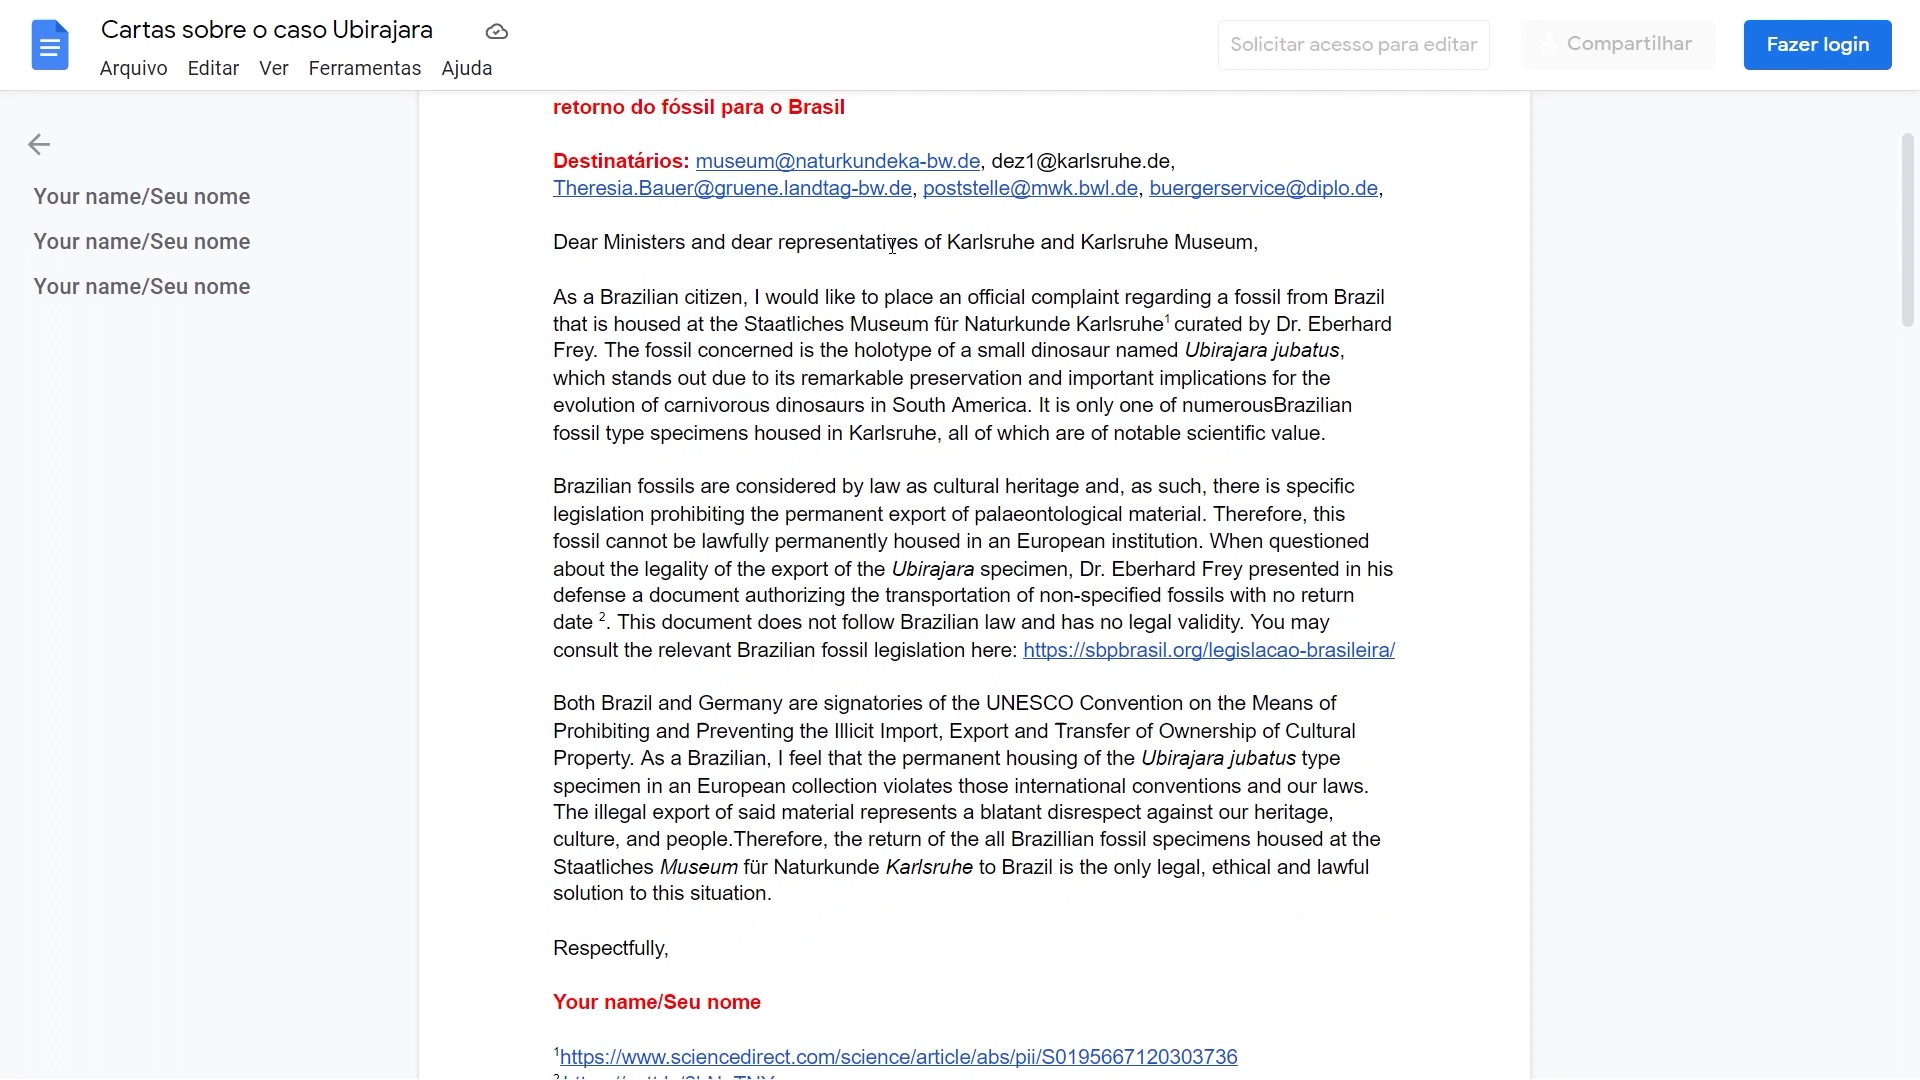 Cartas sobre o caso Ubirajara
Arquivo Editar Ver Ferramentas Ajuda
Solicitar acesso para editar
Compartilhar
Fazer login
Your name/Seu nome
Your name/Seu nome
Your name/Seu nome
retorno do fóssil para o Brasil
Destinatários: museum@naturkundeka-bw.de, dez1@karlsruhe.de,
Theresia.Bauer@gruene.landtag-bw.de, poststelle@mwk.bwl.de, buergerservice@diplo.de,
Dear Ministers and dear representatives of Karlsruhe and Karlsruhe Museum,
As a Brazilian citizen, I would like to place an official complaint regarding a fossil from Brazil
that is housed at the Staatliches Museum für Naturkunde Karlsruhe¹ curated by Dr. Eberhard
Frey. The fossil concerned is the holotype of a small dinosaur named Ubirajara jubatus,
which stands out due to its remarkable preservation and important implications for the
evolution of carnivorous dinosaurs in South America. It is only one of numerousBrazilian
fossil type specimens housed in Karlsruhe, all of which are of notable scientific value.
Brazilian fossils are considered by law as cultural heritage and, as such, there is specific
legislation prohibiting the permanent export of palaeontological material. Therefore, this
fossil cannot be lawfully permanently housed in an European institution. When questioned
about the legality of the export of the Ubirajara specimen, Dr. Eberhard Frey presented in his
defense a document authorizing the transportation of non-specified fossils with no return
date ². This document does not follow Brazilian law and has no legal validity. You may
consult the relevant Brazilian fossil legislation here: https://sbpbrasil.org/legislacao-brasileira/
Both Brazil and Germany are signatories of the UNESCO Convention on the Means of
Prohibiting and Preventing the Illicit Import, Export and Transfer of Ownership of Cultural
Property. As a Brazilian, I feel that the permanent housing of the Ubirajara jubatus type
specimen in an European collection violates those international conventions and our laws.
The illegal export of said material represents a blatant disrespect against our heritage,
culture, and people.Therefore, the return of the all Brazillian fossil specimens housed at the
Staatliches Museum für Naturkunde Karlsruhe to Brazil is the only legal, ethical and lawful
solution to this situation.
Respectfully,
Your name/Seu nome
¹https://www.sciencedirect.com/science/article/abs/pii/S0195667120303736